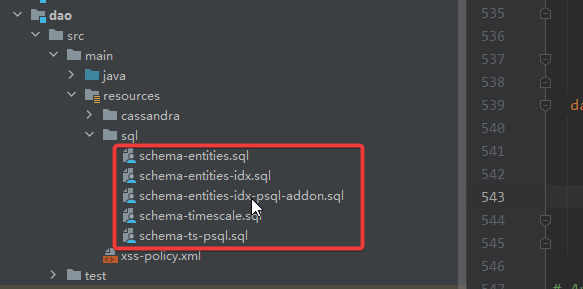 dao
src
main
java
resources
cassandra
sql
schema-entities.sql
schema-entities-idx.sql
schema-entities-idx-psql-addon.sql
schema-timescale.sql
schema-ts-psql.sql
xss-policy.xml
test
535
536
537
538
539 da
540
541
542
543
544
545
546
547 # A